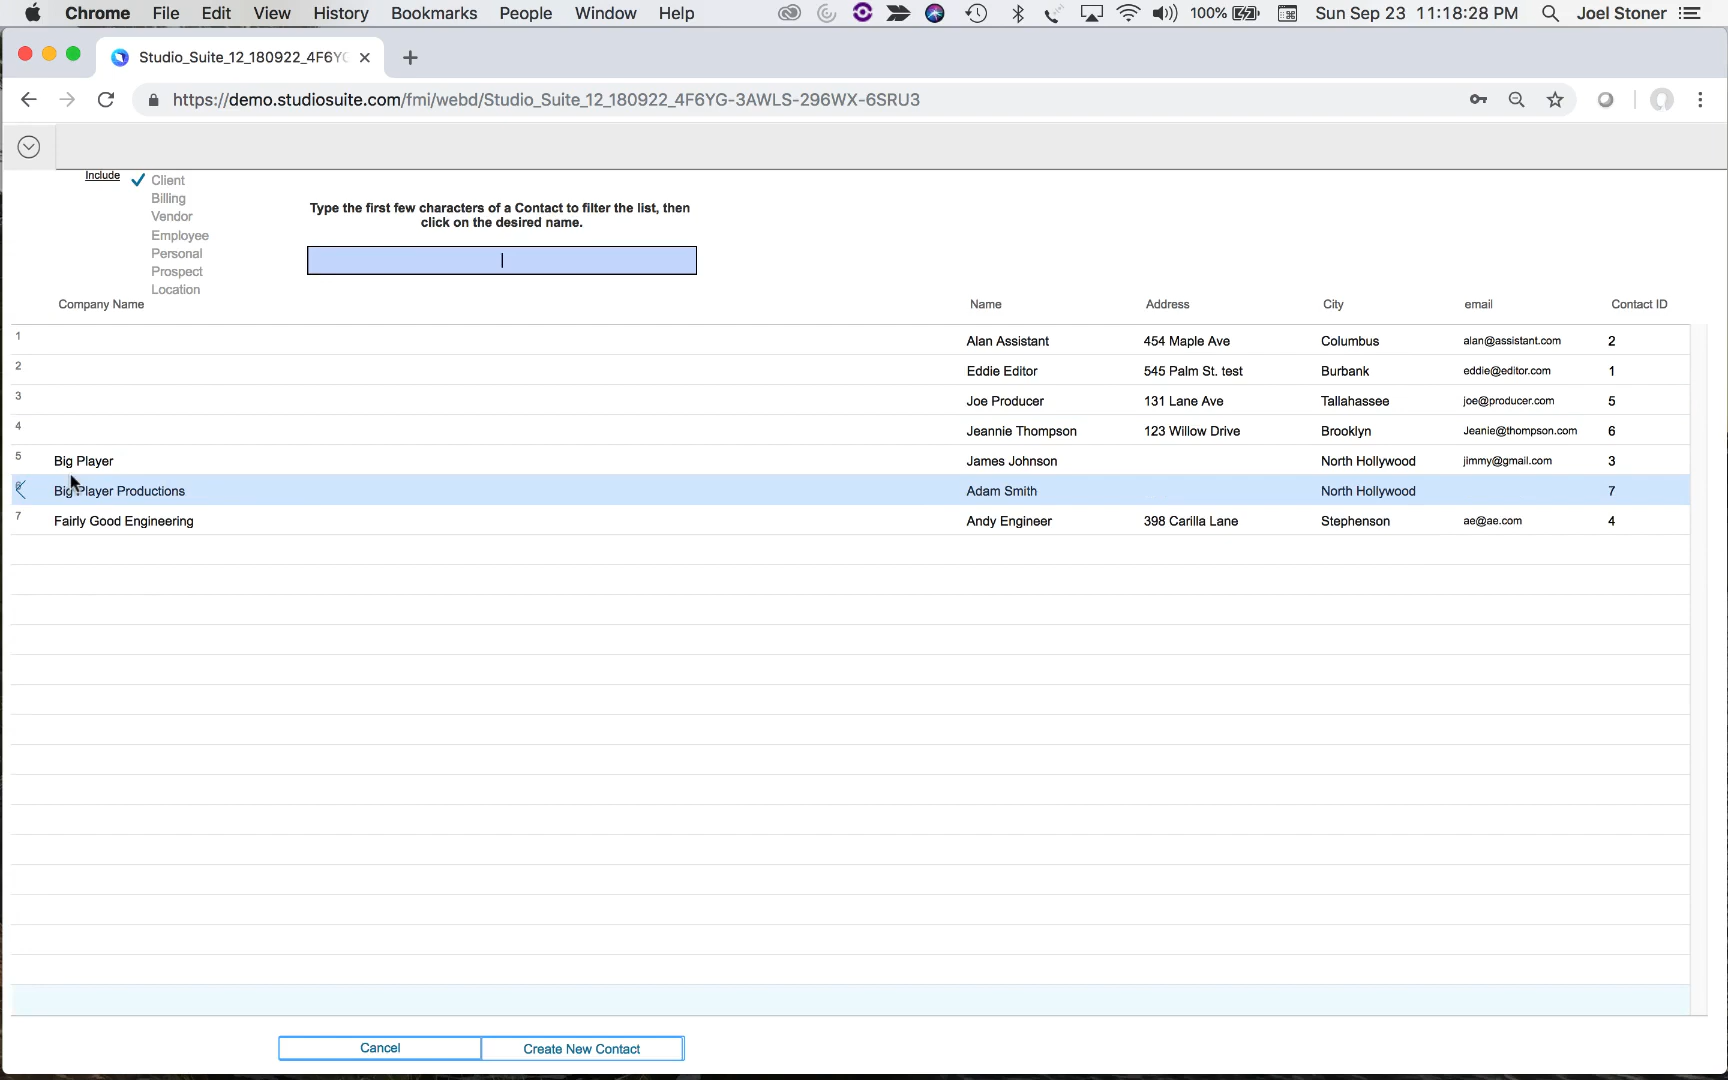 Chrome File Edit View History Bookmarks People Window Help 100% Sun Sep 23 11:18:28 PM Joel Stoner
Studio_Suite_12_180922_4F6YG
https://demo.studiosuite.com/fmi/webd/Studio_Suite_12_180922_4F6YG-3AWLS-296WX-6SRU3
Include
Client
Billing
Vendor
Employee
Personal
Prospect
Location
Type the first few characters of a Contact to filter the list, then
click on the desired name.
Company Name Name Address City email Contact ID
1 Alan Assistant 454 Maple Ave Columbus alan@assistant.com 2
2 Eddie Editor 545 Palm St. test Burbank eddie@editor.com 1
3 Joe Producer 131 Lane Ave Tallahassee joe@producer.com 5
4 Jeannie Thompson 123 Willow Drive Brooklyn Jeanie@thompson.com 6
5 Big Player James Johnson North Hollywood jimmy@gmail.com 3
6 Big Player Productions Adam Smith North Hollywood 7
7 Fairly Good Engineering Andy Engineer 398 Carilla Lane Stephenson ae@ae.com 4
Cancel Create New Contact